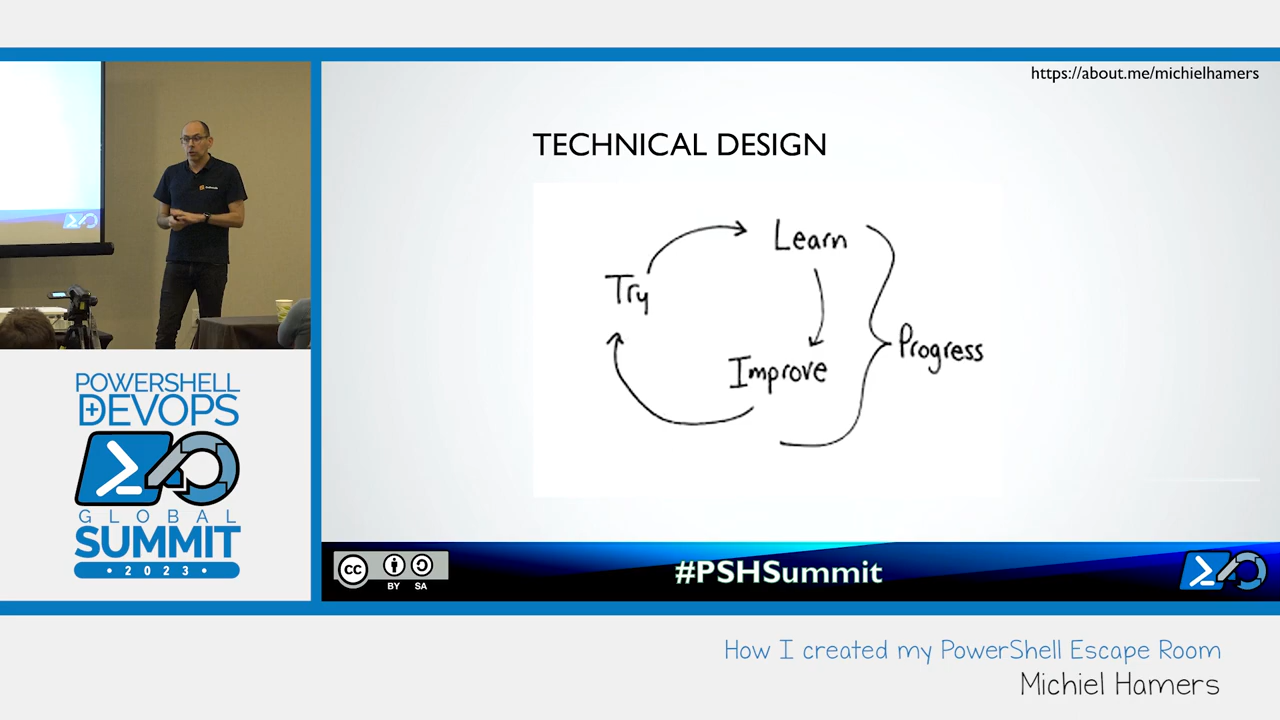 https://about.me/michielhamers
TECHNICAL DESIGN
Learn
Try
Improve
Progress
POWERSHELL
+DEVOPS
GLOBAL
SUMMIT
• 2023 •
cc
BY SA
#PSHSummit
How I created my PowerShell Escape Room
Michiel Hamers